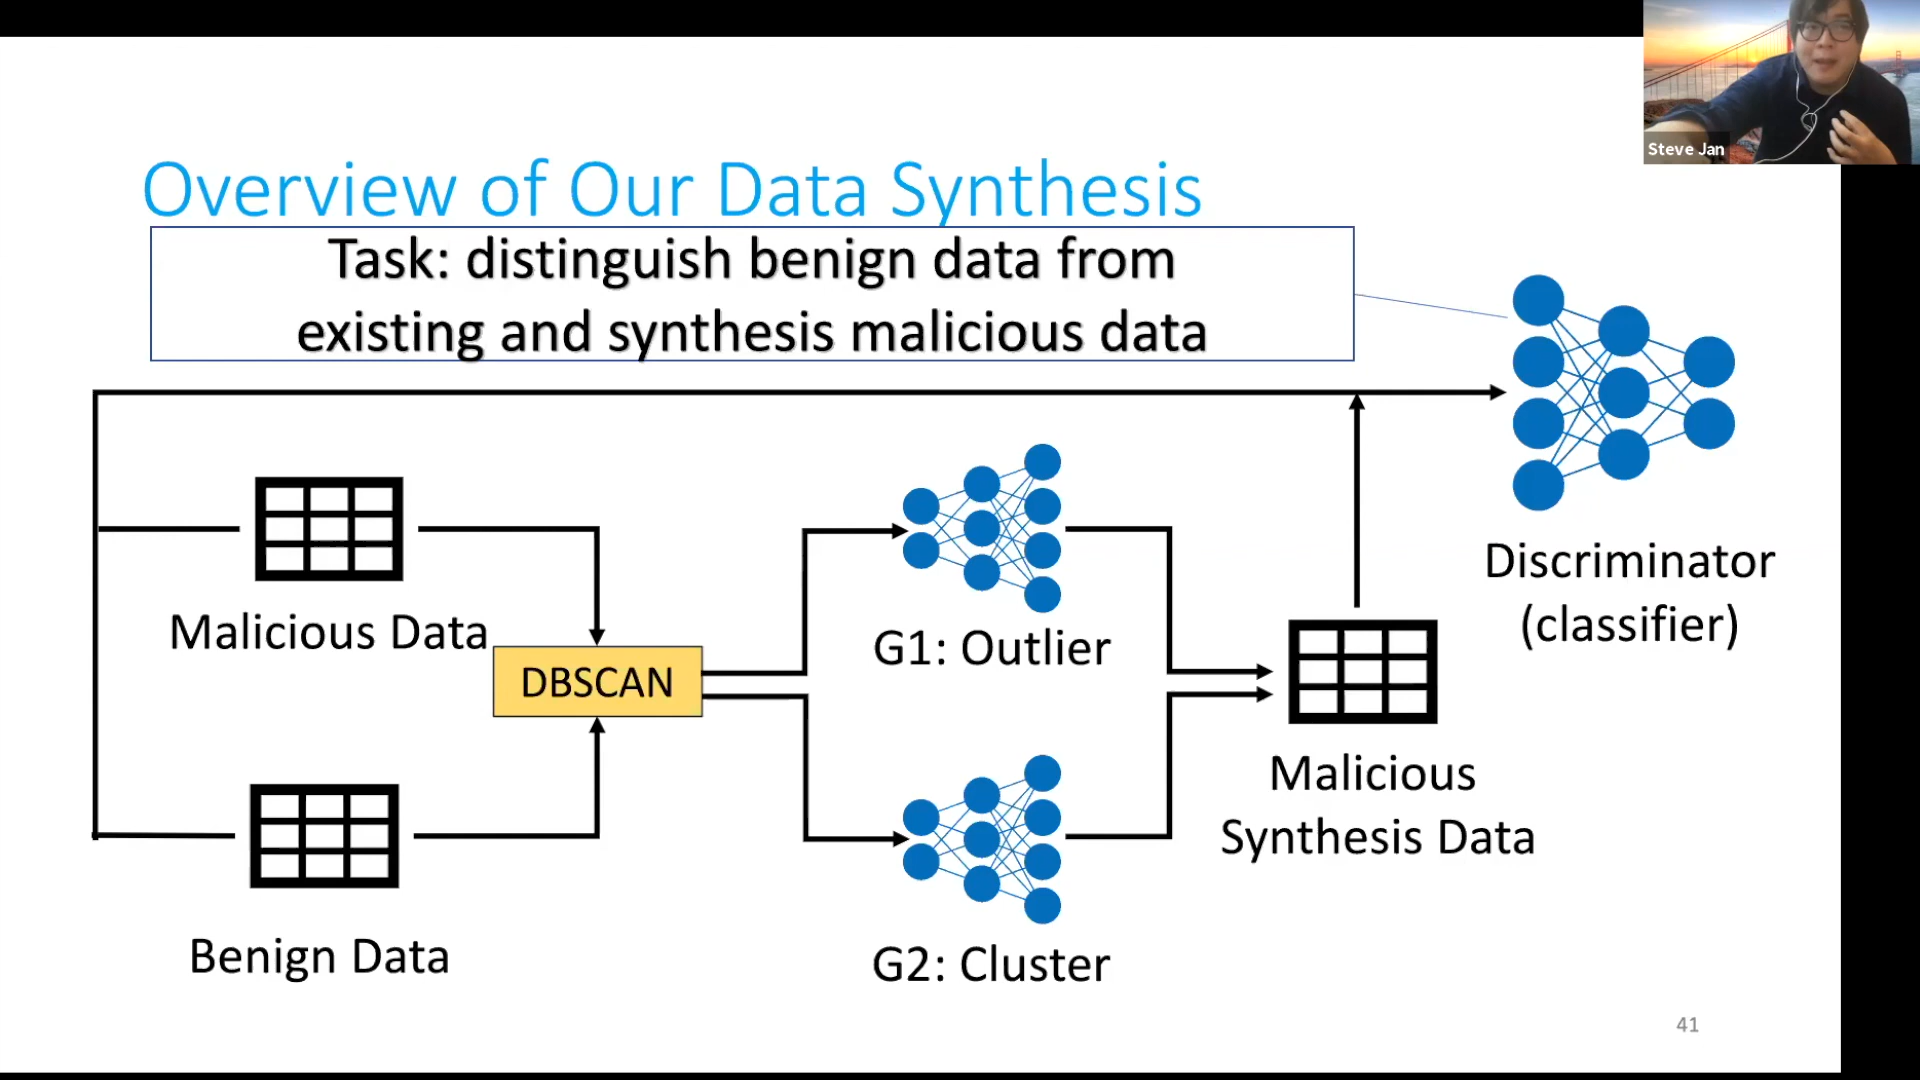 Steve Jan
Overview of Our Data Synthesis
Task: distinguish benign data from
existing and synthesis malicious data
Malicious Data
DBSCAN
Benign Data
G1: Outlier
G2: Cluster
Malicious
Synthesis Data
Discriminator
(classifier)
41